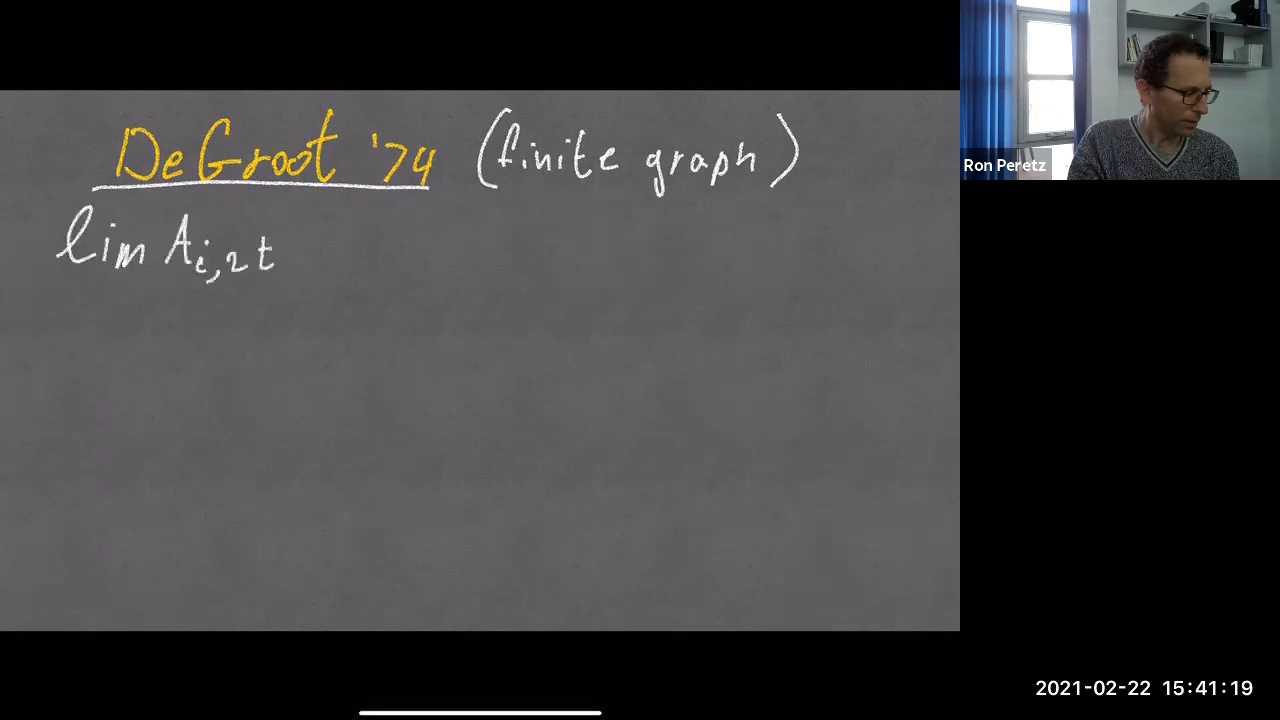 DeGroot '74 (finite graph)
lim A_{i,2t}
Ron Peretz
2021-02-22 15:41:19